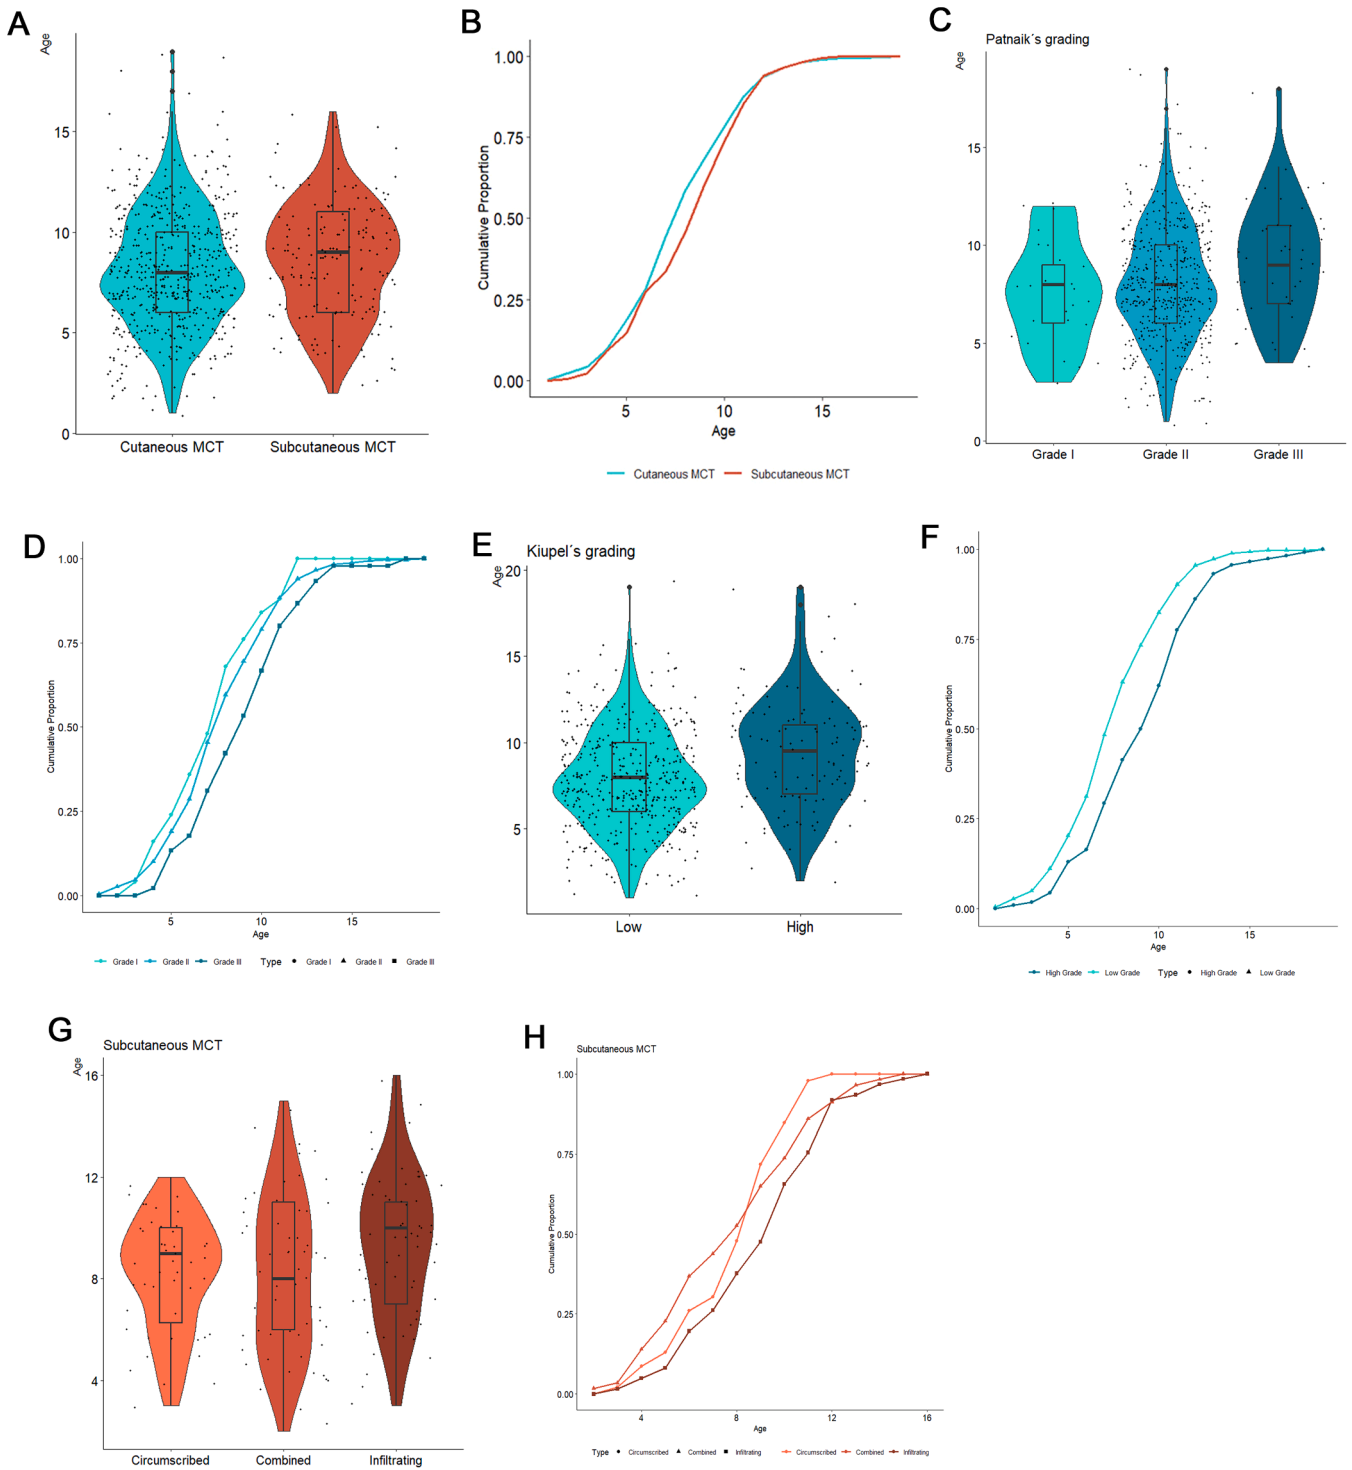 A
Age
15
10
5
0
Cutaneous MCT Subcutaneous MCT
B
Cumulative Proportion
1.00
0.75
0.50
0.25
0.00
5 10 15
Age
Cutaneous MCT Subcutaneous MCT
C
Patnaik´s grading
Age
15
10
5
0
Grade I Grade II Grade III
D
Cumulative Proportion
1.00
0.75
0.50
0.25
0.00
5 10 15
Age
Grade I Grade II Grade III Type Grade I Grade II Grade III
E
Kiupel´s grading
Age
20
15
10
5
Low High
F
Cumulative Proportion
1.00
0.75
0.50
0.25
0.00
5 10 15
Age
High Grade Low Grade Type High Grade Low Grade
G
Subcutaneous MCT
Age
16
12
8
4
Circumscribed Combined Infiltrating
H
Subcutaneous MCT
Cumulative Proportion
1.00
0.75
0.50
0.25
0.00
4 8 12 16
Age
Type Circumscribed Combined Infiltrating Circumscribed Combined Infiltrating